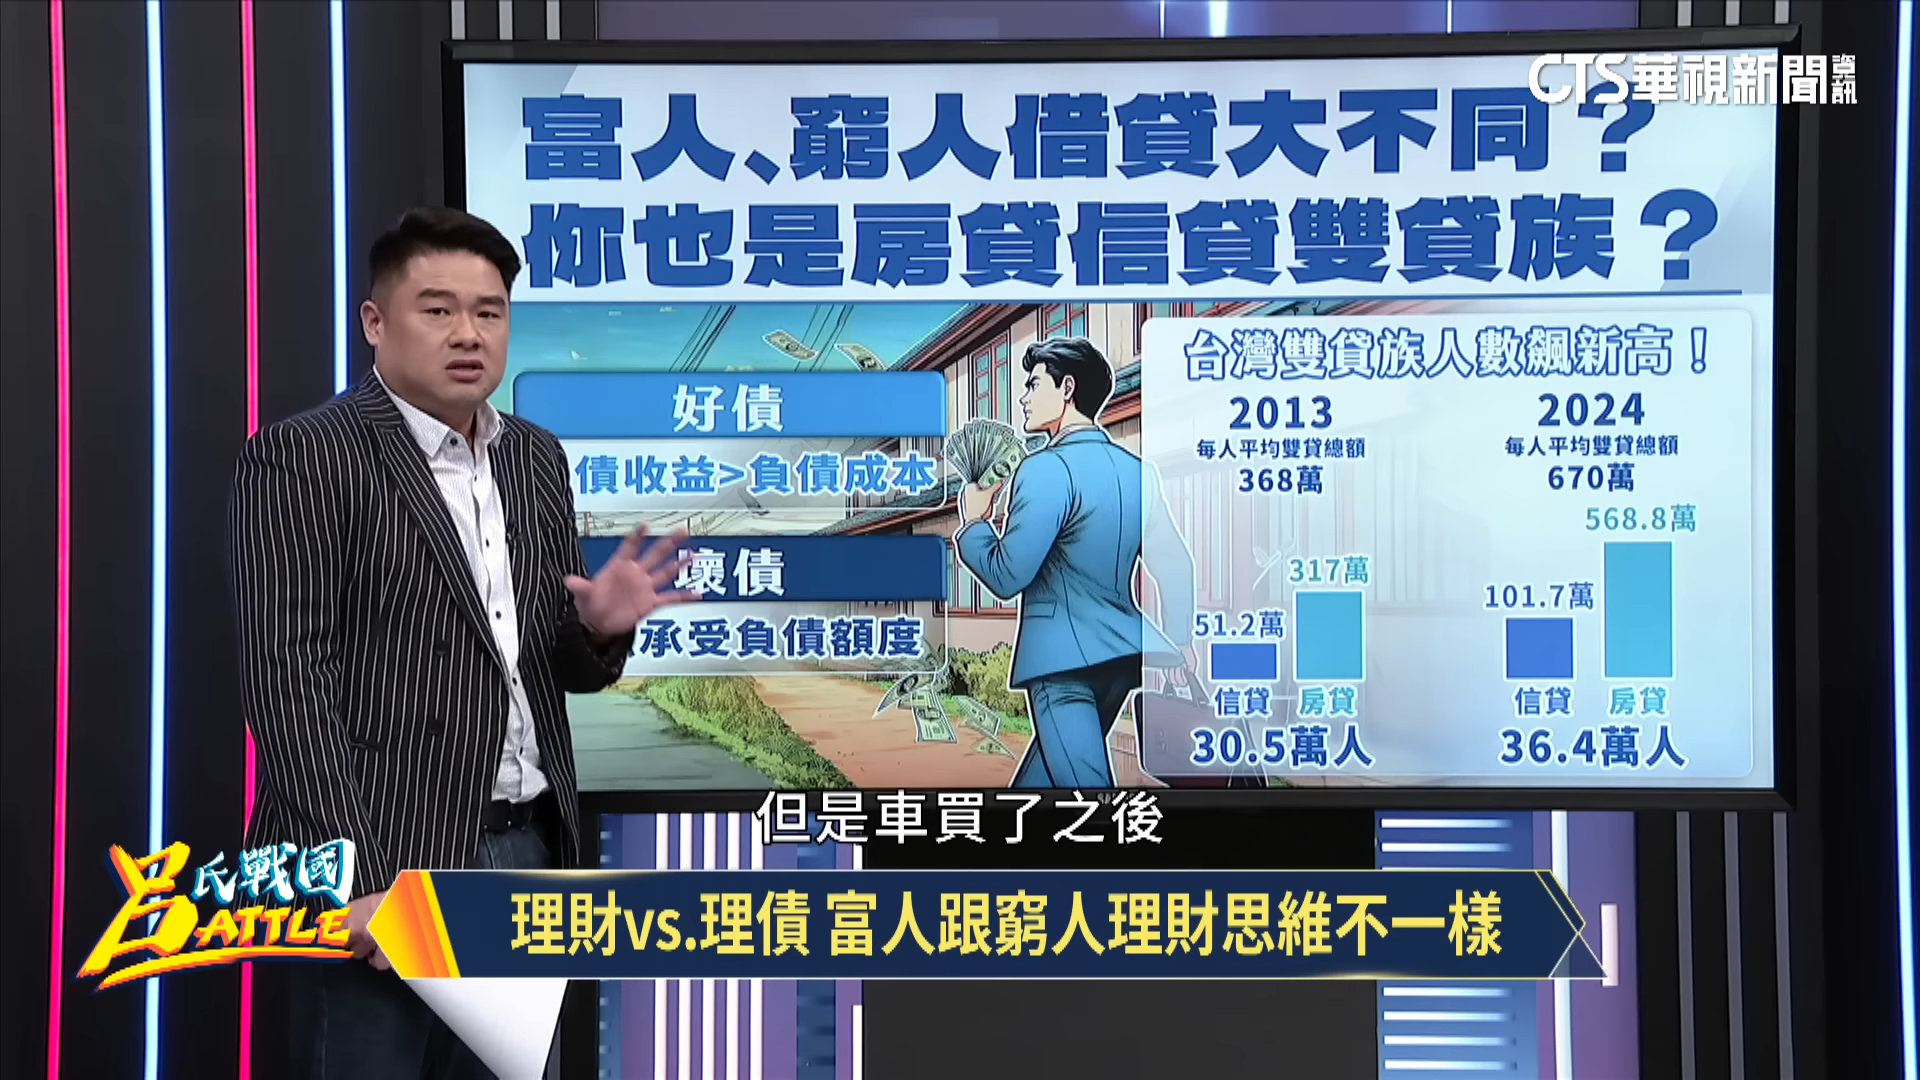 CTS華視新聞資訊
富人、窮人借貸大不同？
你也是房貸信貸雙貸族？
好債
債收益>負債成本
壞債
承受負債額度
台灣雙貸族人數飆新高！
2013
每人平均雙貸總額
368萬
51.2萬
317萬
信貸
房貸
30.5萬人
2024
每人平均雙貸總額
670萬
101.7萬
568.8萬
信貸
房貸
36.4萬人
但是車買了之後
呂氏戰國
BATTLE
理財vs.理債 富人跟窮人理財思維不一樣